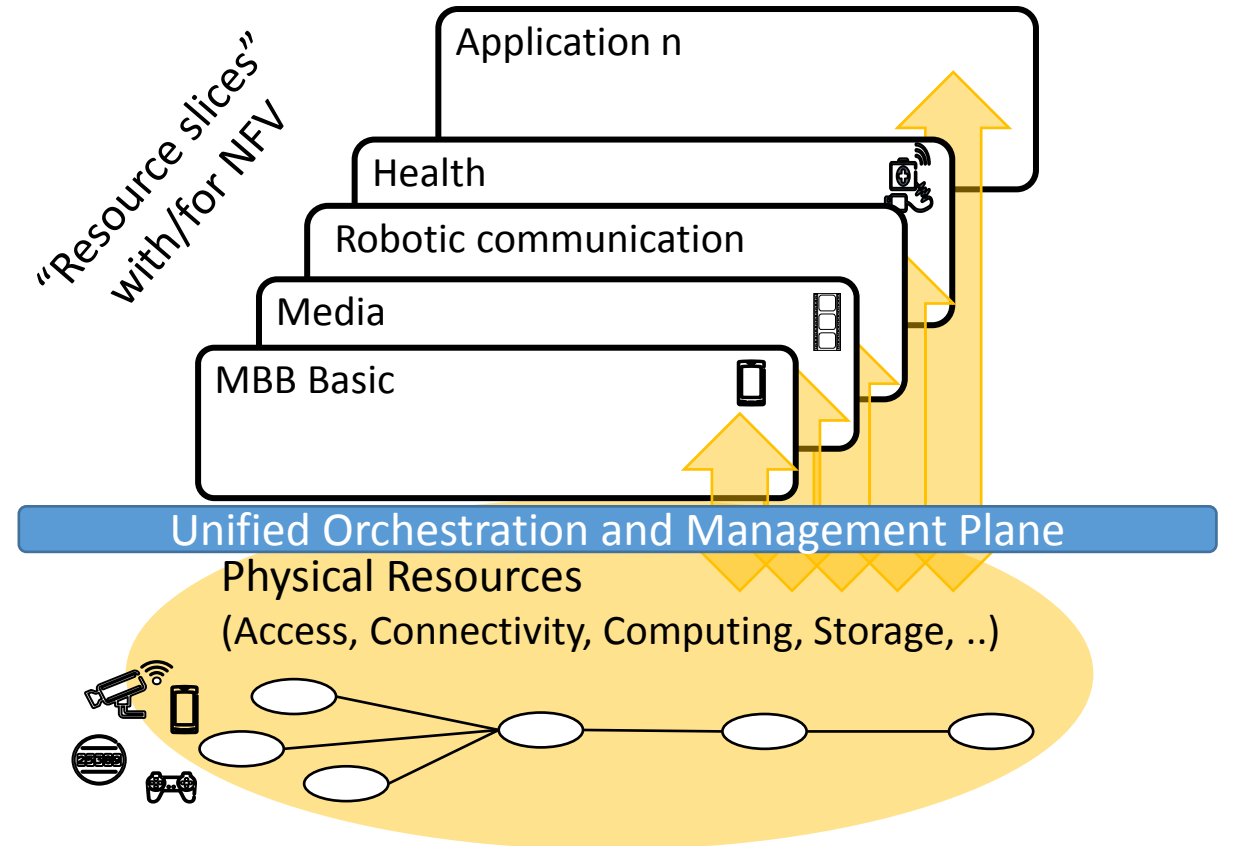 “Resource slices”
with/for NFV
Application n
Health
Robotic communication
Media
MBB Basic
Unified Orchestration and Management Plane
Physical Resources
(Access, Connectivity, Computing, Storage, ..)